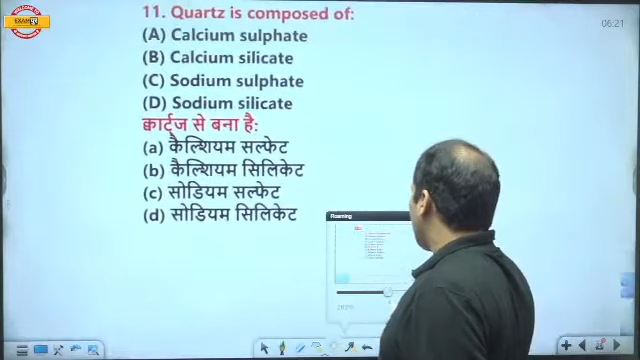 11. Quartz is composed of:
(A) Calcium sulphate
(B) Calcium silicate
(C) Sodium sulphate
(D) Sodium silicate
क्वार्ट्ज से बना है:
(a) कैल्शियम सल्फेट
(b) कैल्शियम सिलिकेट
(c) सोडियम सल्फेट
(d) सोडियम सिलिकेट
06:21
Roaming